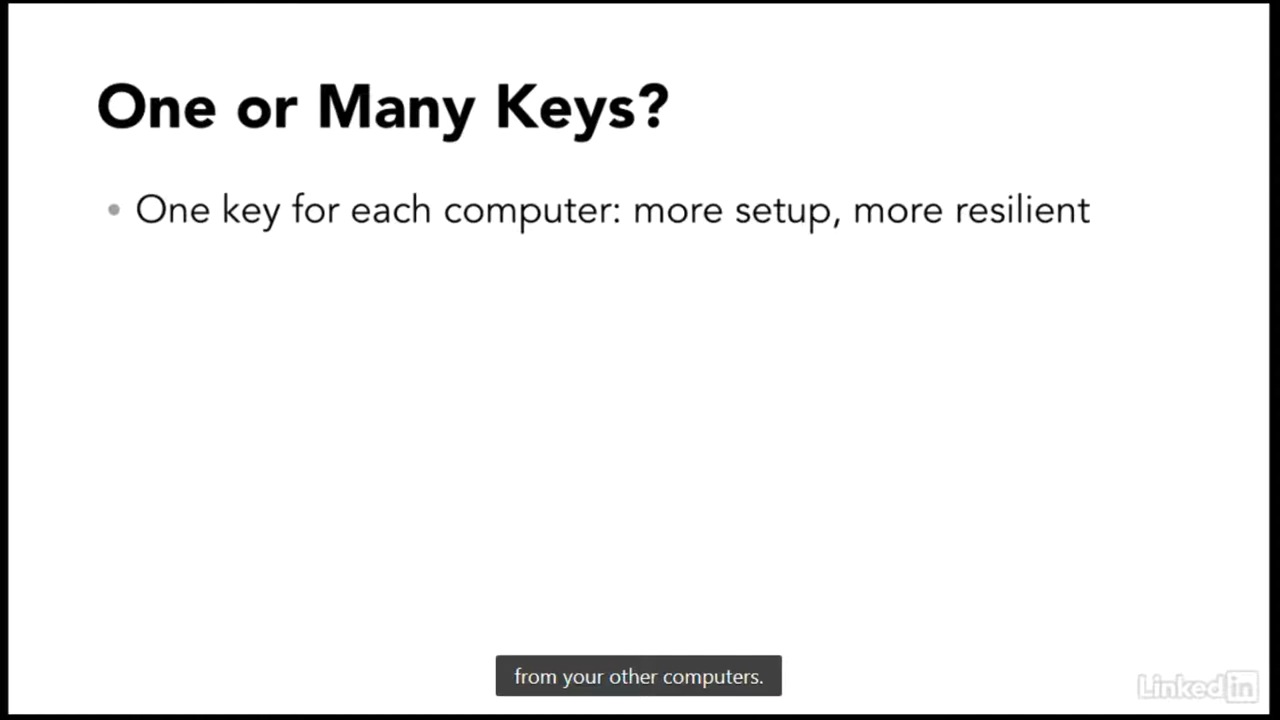 One or Many Keys?
• One key for each computer: more setup, more resilient
from your other computers.
LinkedIn